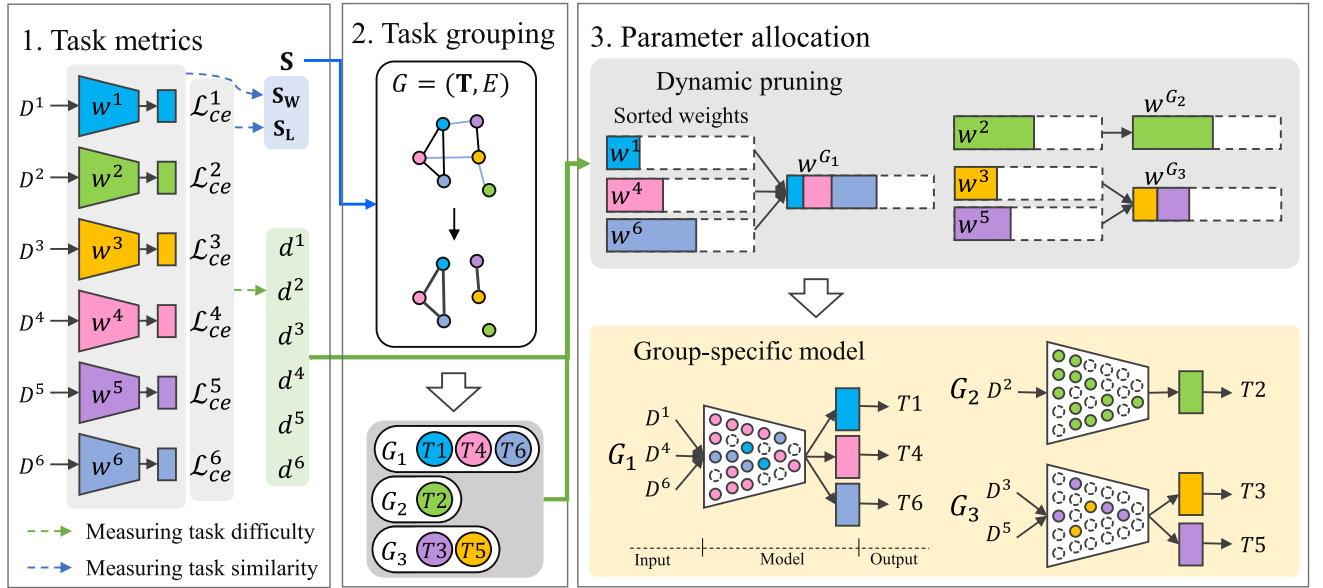 1. Task metrics
D^1 w^1 ℒ^1_ce
D^2 w^2 ℒ^2_ce
D^3 w^3 ℒ^3_ce
D^4 w^4 ℒ^4_ce
D^5 w^5 ℒ^5_ce
D^6 w^6 ℒ^6_ce
S
S_W
S_L
d^1
d^2
d^3
d^4
d^5
d^6
Measuring task difficulty
Measuring task similarity
2. Task grouping
G = (T, E)
G_1 T1 T4 T6
G_2 T2
G_3 T3 T5
3. Parameter allocation
Dynamic pruning
Sorted weights
w^1
w^4
w^6
w^{G_1}
w^2
w^{G_2}
w^3
w^5
w^{G_3}
Group-specific model
G_1
D^1
D^4
D^6
T1
T4
T6
Input Model Output
G_2 D^2 T2
G_3
D^3
D^5
T3
T5